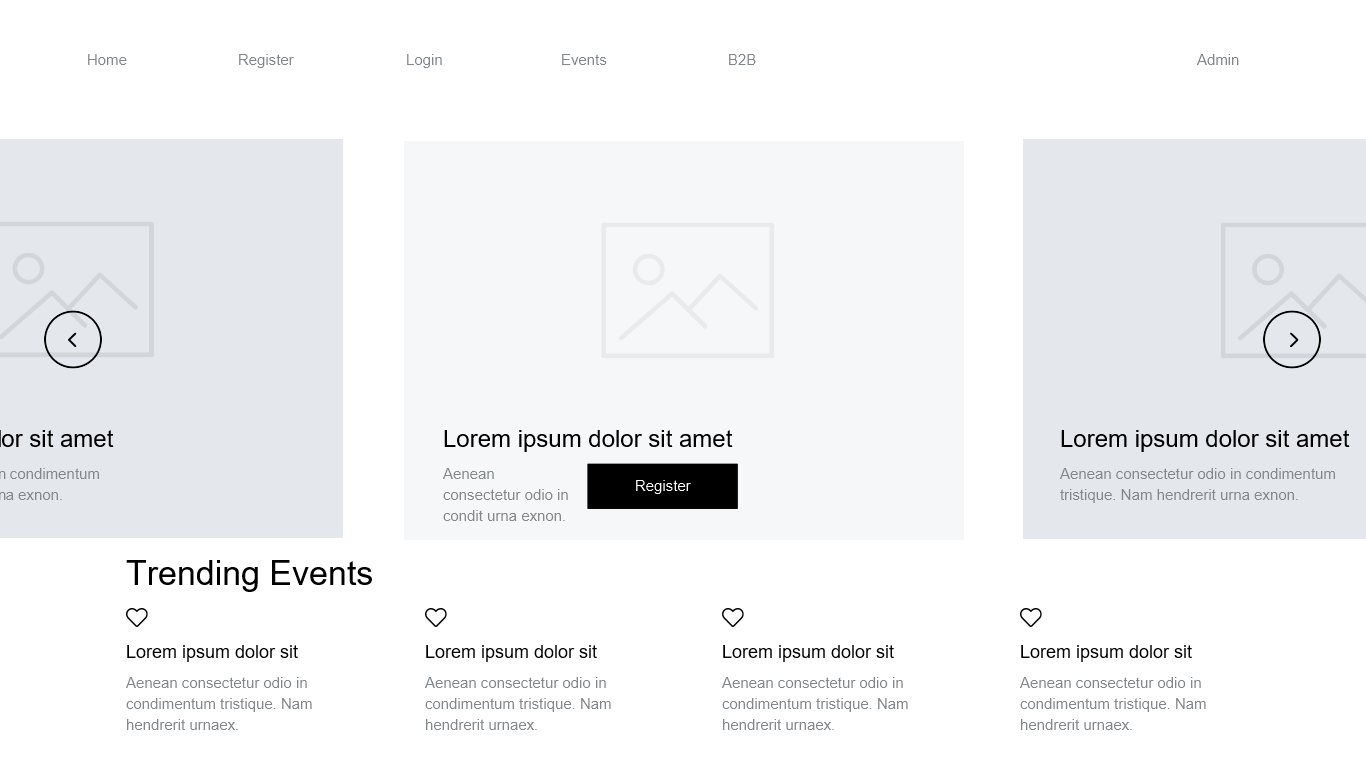 Home Register Login Events B2B Admin
lor sit amet
n condimentum
na exnon.
Lorem ipsum dolor sit amet
Aenean
consectetur odio in
condit urna exnon.
Register
Lorem ipsum dolor sit amet
Aenean consectetur odio in condimentum
tristique. Nam hendrerit urna exnon.
Trending Events
Lorem ipsum dolor sit
Aenean consectetur odio in
condimentum tristique. Nam
hendrerit urnaex.
Lorem ipsum dolor sit
Aenean consectetur odio in
condimentum tristique. Nam
hendrerit urnaex.
Lorem ipsum dolor sit
Aenean consectetur odio in
condimentum tristique. Nam
hendrerit urnaex.
Lorem ipsum dolor sit
Aenean consectetur odio in
condimentum tristique. Nam
hendrerit urnaex.